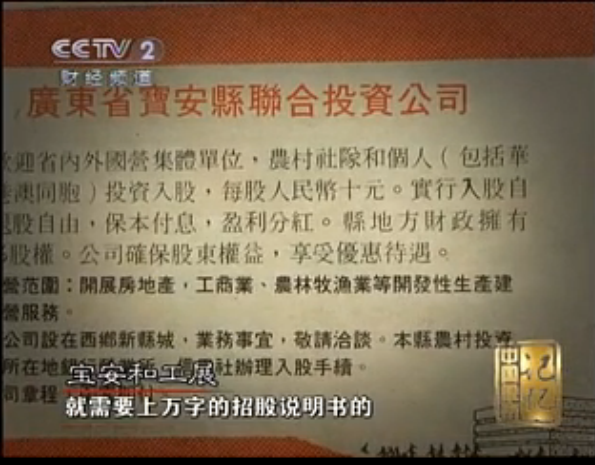 CCTV 2
财经频道
廣東省寶安縣聯合投資公司
迎省內外國營集體單位,農村社隊和個人(包括華
澳同胞)投資入股,每股人民幣十元。實行入股自
股自由,保本付息,盈利分紅。縣地方財政擁有
股權。公司確保股東權益,享受優惠待遇。
營范圍:開展房地產,工商業、農林牧漁業等開發性生產建
營服務。
公司設在西鄉新縣城,業務事宜,敬請洽談。本縣農村投資
所在地銀行營業所、信用社辦理入股手續。
司章程
宝安和工展
就需要上万字的招股说明书的
记忆